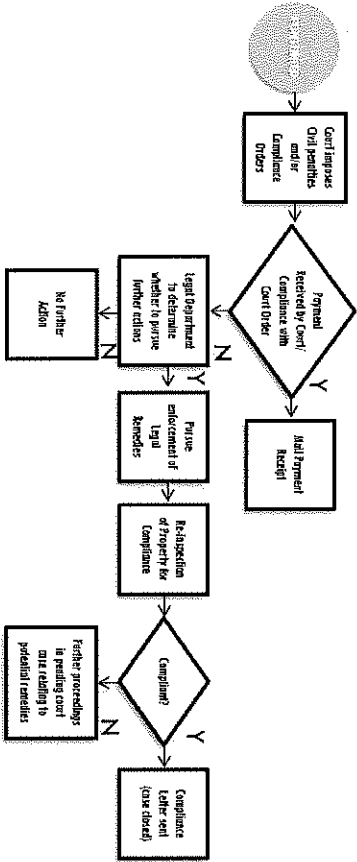 Court imposes
Civil penalties
and/or
Compliance
Orders
Payment
Received by Court/
Compliance with
Court Order
Y
N
Mail Payment
Receipt
Legal Department
to determine
whether to pursue
further actions
Y
N
No Further
Action
Pursue
enforcement of
Legal
Remedies
Re-inspection
of Property for
Compliance
Compliant?
Y
N
Further proceedings
in pending court
case relating to
potential remedies
Compliance
Letter sent
(case closed)